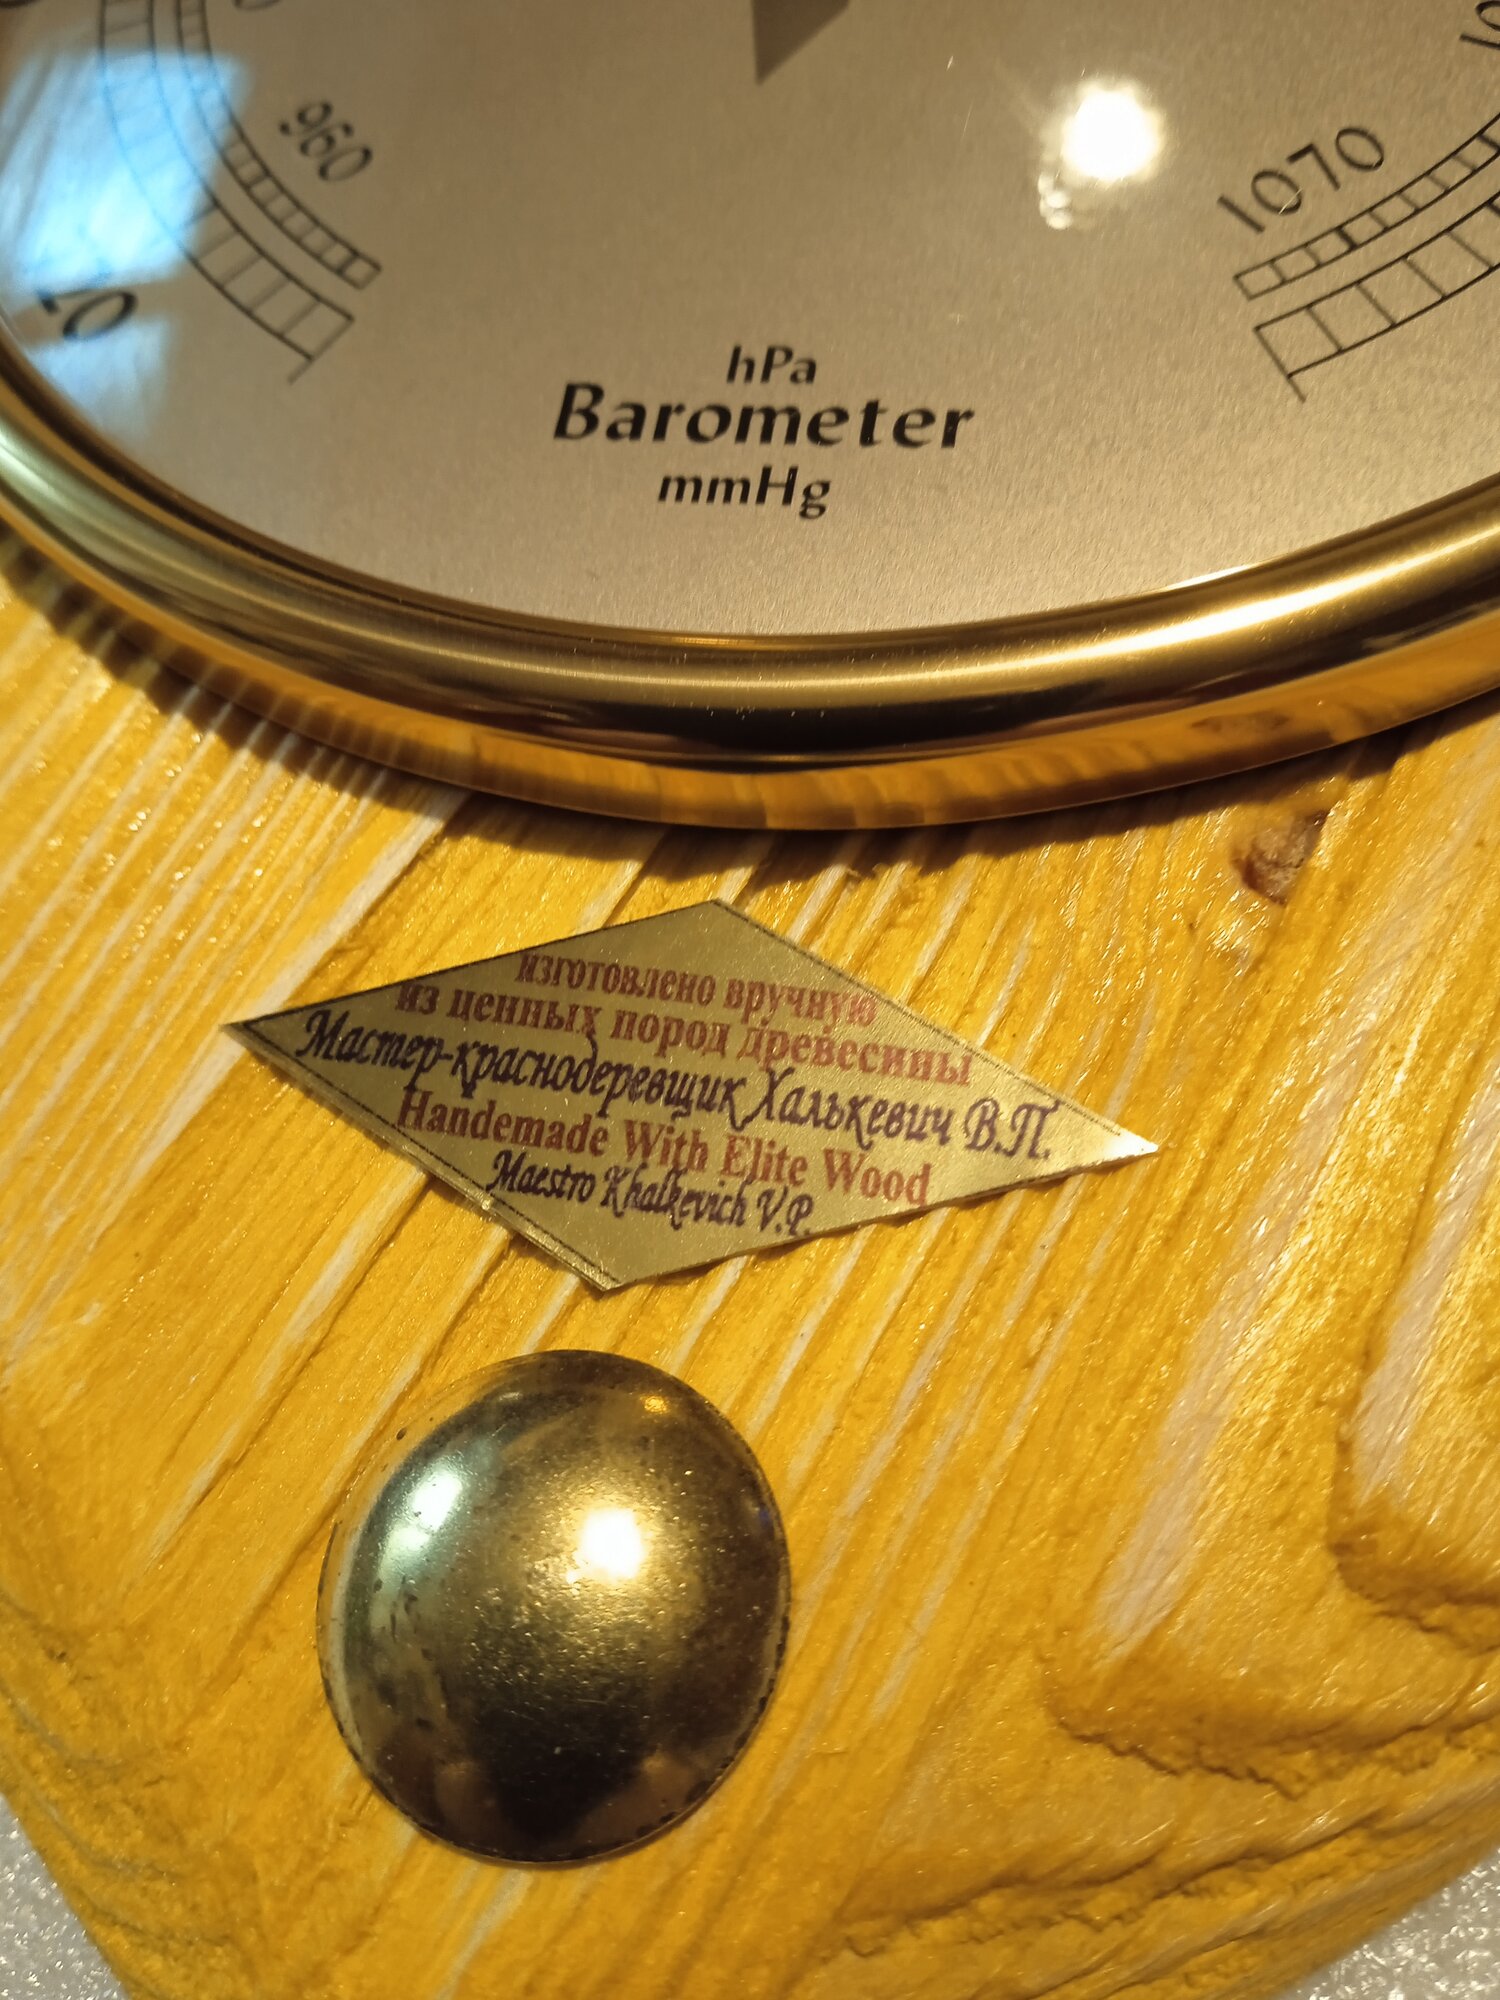 960
1070
hPa
Barometer
mmHg
изготовлено вручную
из ценных пород древесины
Мастер-краснодеревщик Халькевич В.П.
Handemade With Elite Wood
Maestro Khalkevich V.P.